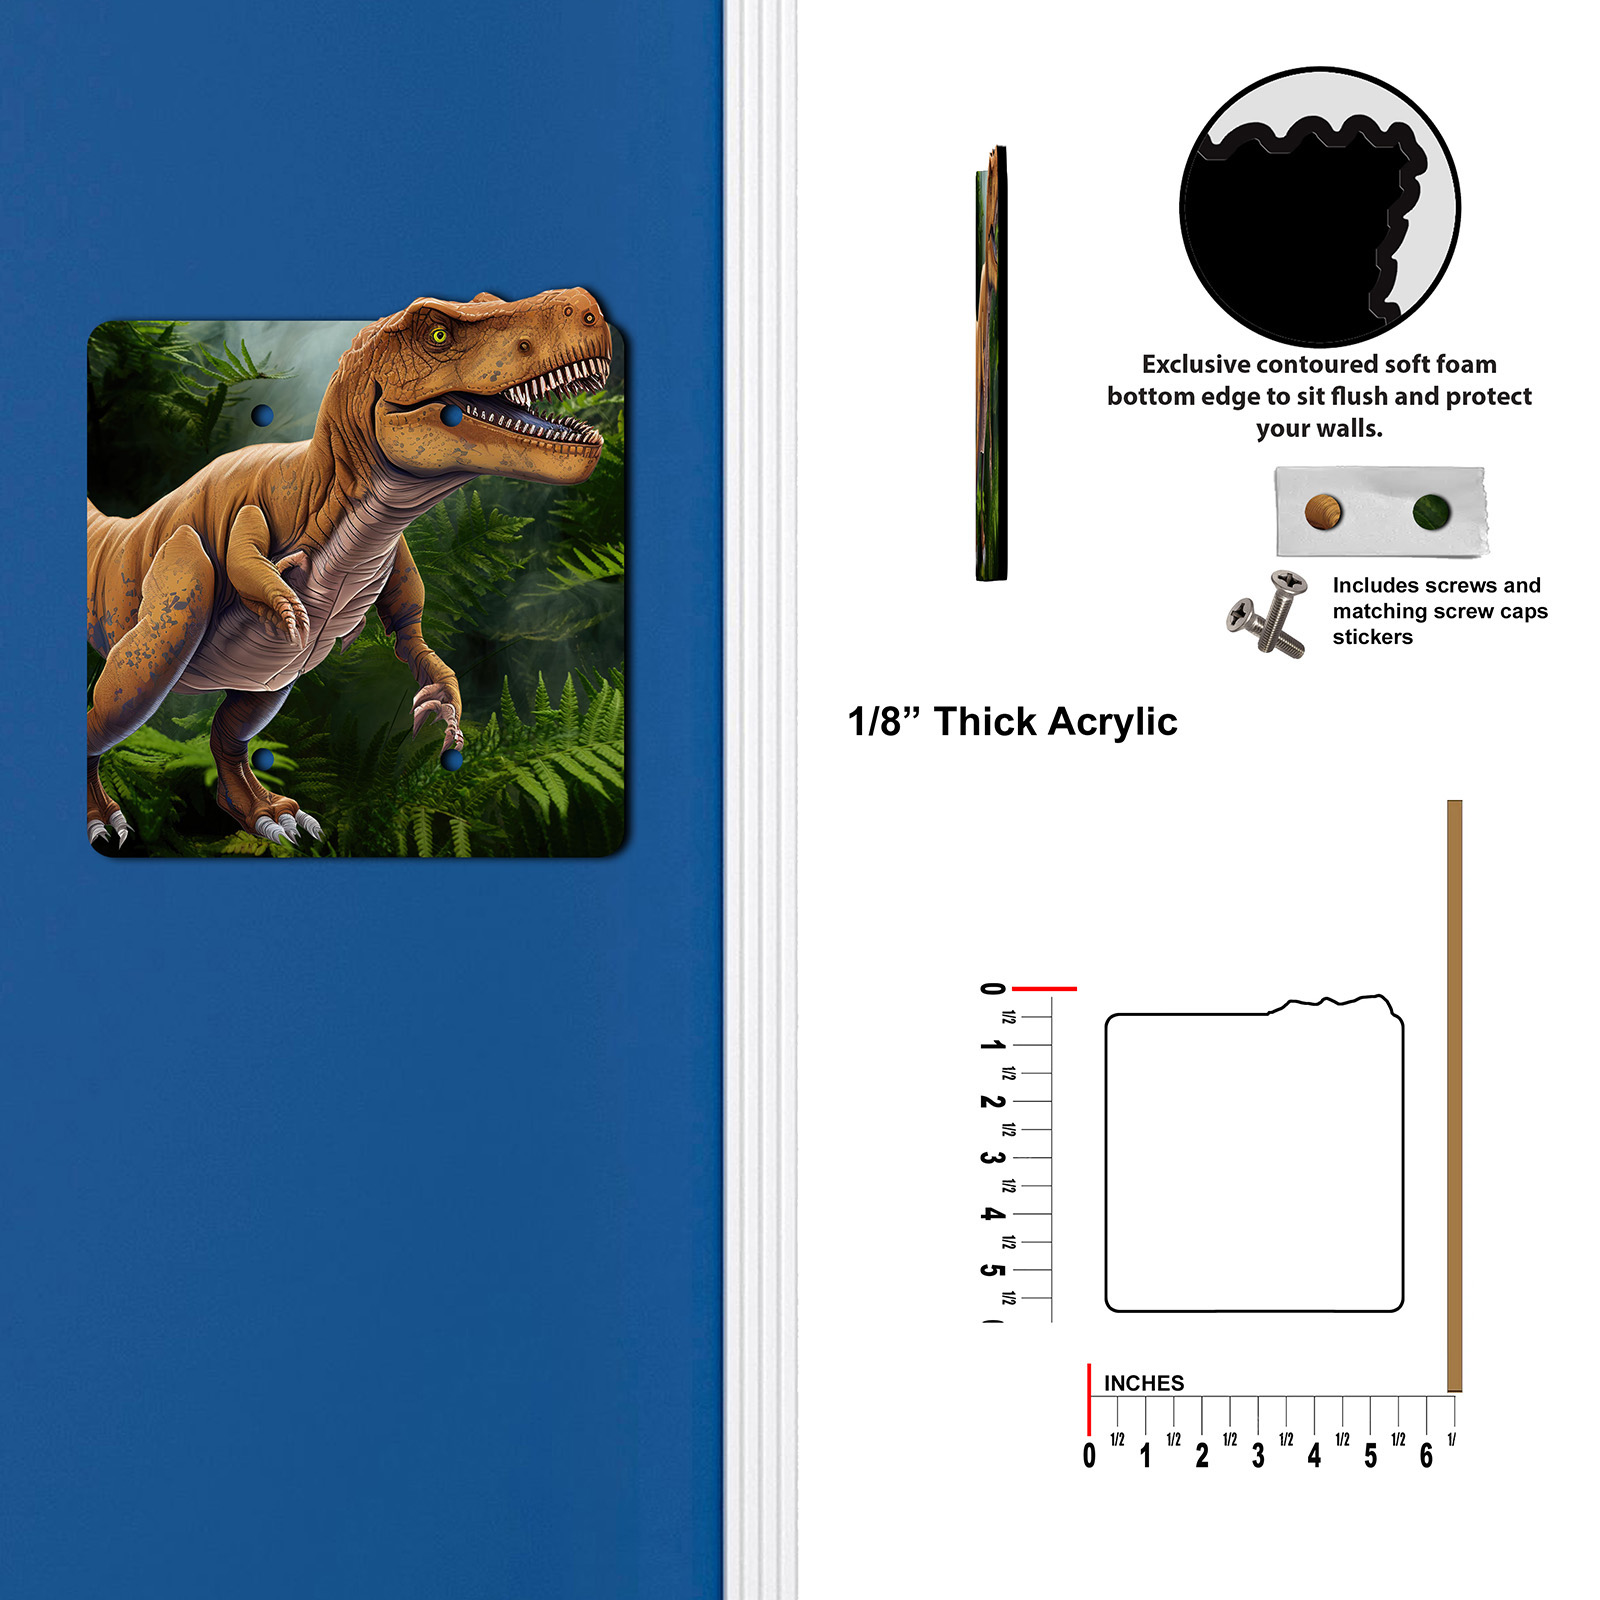 Exclusive contoured soft foam
bottom edge to sit flush and protect
your walls.
Includes screws and
matching screw caps
stickers
1/8” Thick Acrylic
0
1/2
1
1/2
2
1/2
3
1/2
4
1/2
5
1/2
INCHES
1/2 1/2 1/2 1/2 1/2 1/2 1/
0 1 2 3 4 5 6